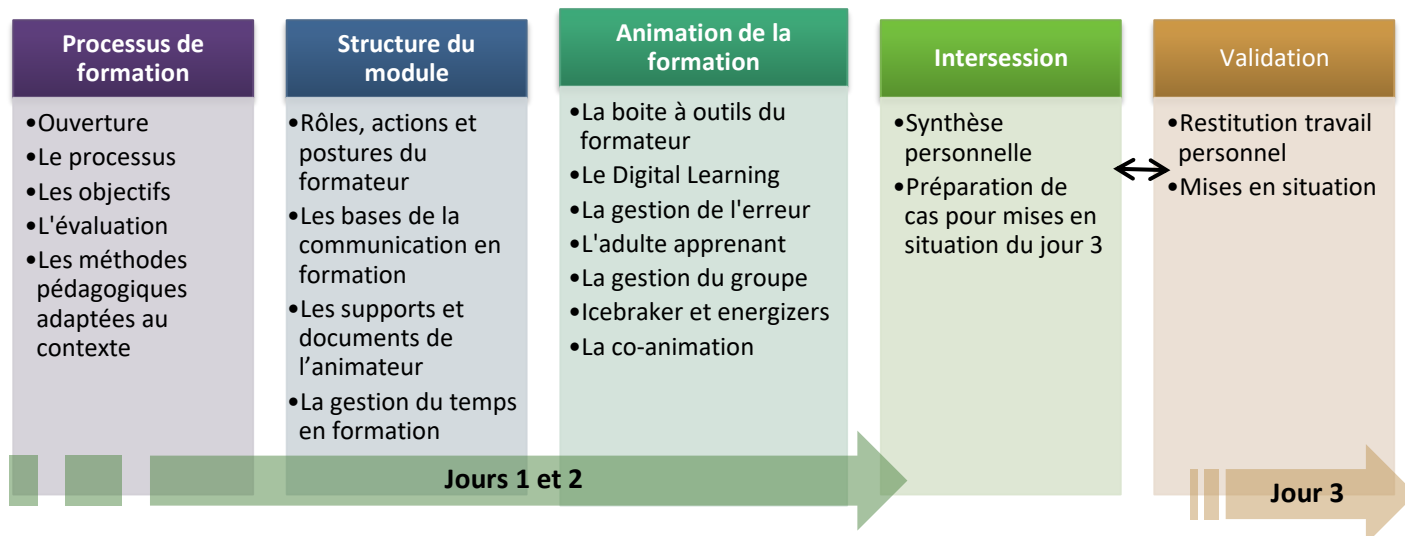 Processus de
formation
•Ouverture
•Le processus
•Les objectifs
•L'évaluation
•Les méthodes
pédagogiques
adaptées au
contexte
Structure du
module
•Rôles, actions et
postures du
formateur
•Les bases de la
communication en
formation
•Les supports et
documents de
l’animateur
•La gestion du temps
en formation
Animation de la
formation
•La boite à outils du
formateur
•Le Digital Learning
•La gestion de l'erreur
•L'adulte apprenant
•La gestion du groupe
•Icebraker et energizers
•La co-animation
Intersession
•Synthèse
personnelle
•Préparation de
cas pour mises en
situation du jour 3
Validation
•Restitution travail
personnel
•Mises en situation
Jours 1 et 2
Jour 3